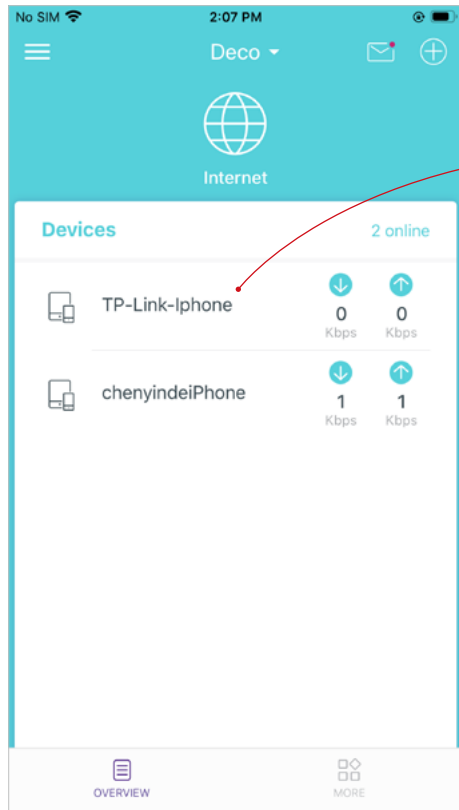 No SIM 2:07 PM
Deco
Internet
Devices 2 online
TP-Link-Iphone 0 0
Kbps Kbps
chenyindeiPhone 1 1
Kbps Kbps
OVERVIEW MORE